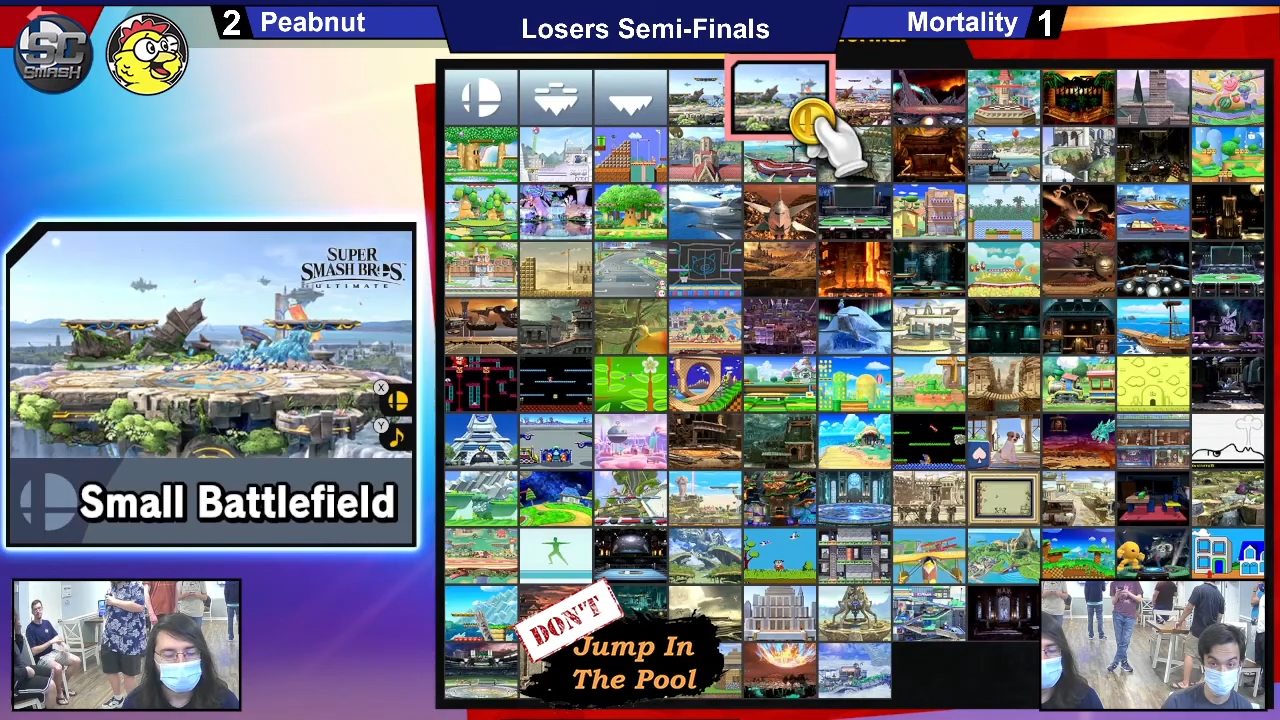 2 Peabnut
Losers Semi-Finals
Mortality 1
SC
SMASH
SUPER
SMASH BROS.
ULTIMATE
X
Y
Small Battlefield
DON'T
Jump In
The Pool